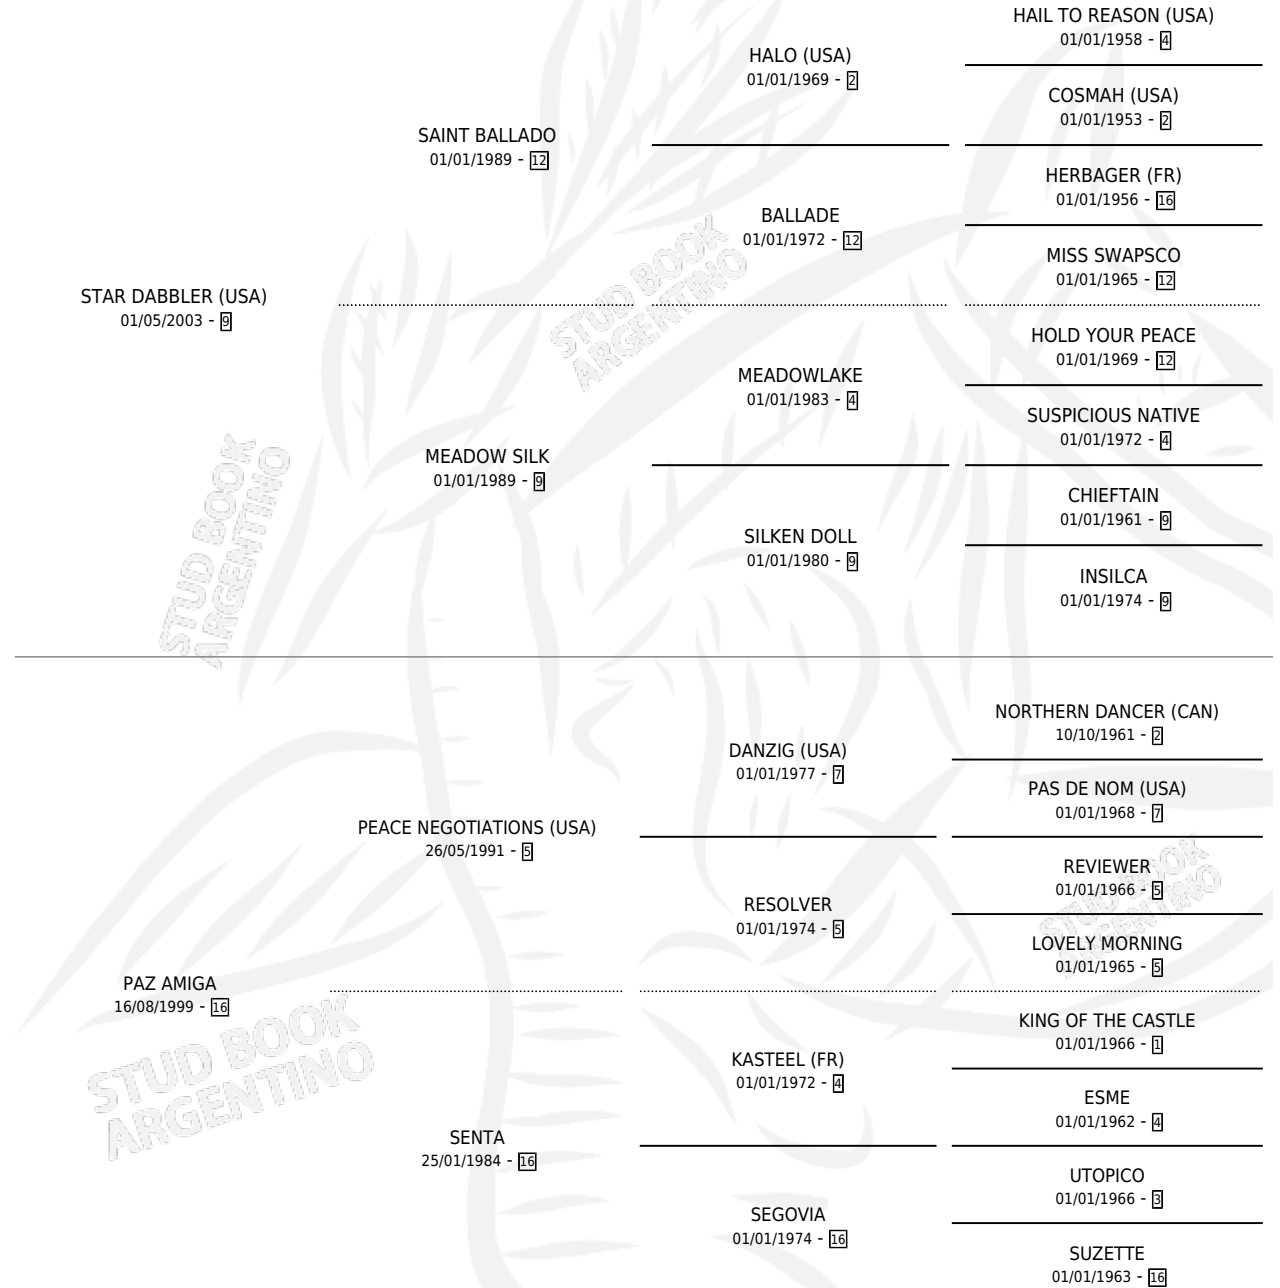 HAIL TO REASON (USA)
01/01/1958 - 4
HALO (USA)
01/01/1969 - 2
COSMAH (USA)
01/01/1953 - 2
SAINT BALLADO
01/01/1989 - 12
HERBAGER (FR)
01/01/1956 - 16
BALLADE
01/01/1972 - 12
MISS SWAPSCO
01/01/1965 - 12
STAR DABBLER (USA)
01/05/2003 - 9
HOLD YOUR PEACE
01/01/1969 - 12
MEADOWLAKE
01/01/1983 - 4
SUSPICIOUS NATIVE
01/01/1972 - 4
MEADOW SILK
01/01/1989 - 9
CHIEFTAIN
01/01/1961 - 9
SILKEN DOLL
01/01/1980 - 9
INSILCA
01/01/1974 - 9
NORTHERN DANCER (CAN)
10/10/1961 - 2
DANZIG (USA)
01/01/1977 - 7
PAS DE NOM (USA)
01/01/1968 - 7
PEACE NEGOTIATIONS (USA)
26/05/1991 - 5
REVIEWER
01/01/1966 - 5
RESOLVER
01/01/1974 - 5
LOVELY MORNING
01/01/1965 - 5
PAZ AMIGA
16/08/1999 - 16
KING OF THE CASTLE
01/01/1966 - 1
KASTEEL (FR)
01/01/1972 - 4
ESME
01/01/1962 - 4
SENTA
25/01/1984 - 16
UTOPICO
01/01/1966 - 3
SEGOVIA
01/01/1974 - 16
SUZETTE
01/01/1963 - 16
STUD BOOK
ARGENTINO
STUD BOOK
ARGENTINO
STUD BOOK
ARGENTINO
STUD BOOK
ARGENTINO